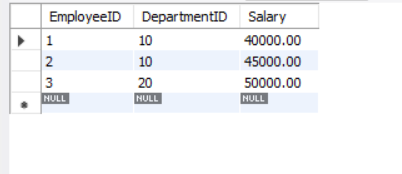 EmployeeID DepartmentID Salary
1 10 40000.00
2 10 45000.00
3 20 50000.00
NULL NULL NULL